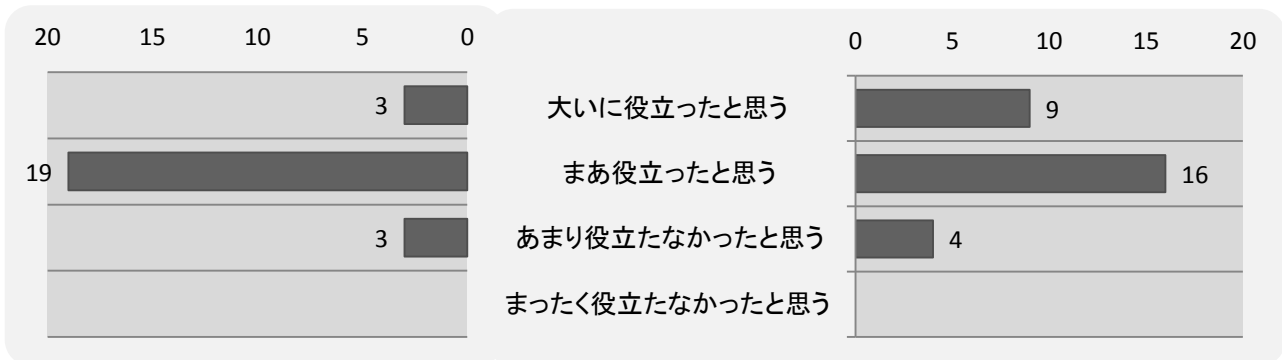 20 15 10 5 0
0 5 10 15 20
3 大いに役立ったと思う 9
19 まあ役立ったと思う 16
3 あまり役立たなかったと思う 4
まったく役立たなかったと思う